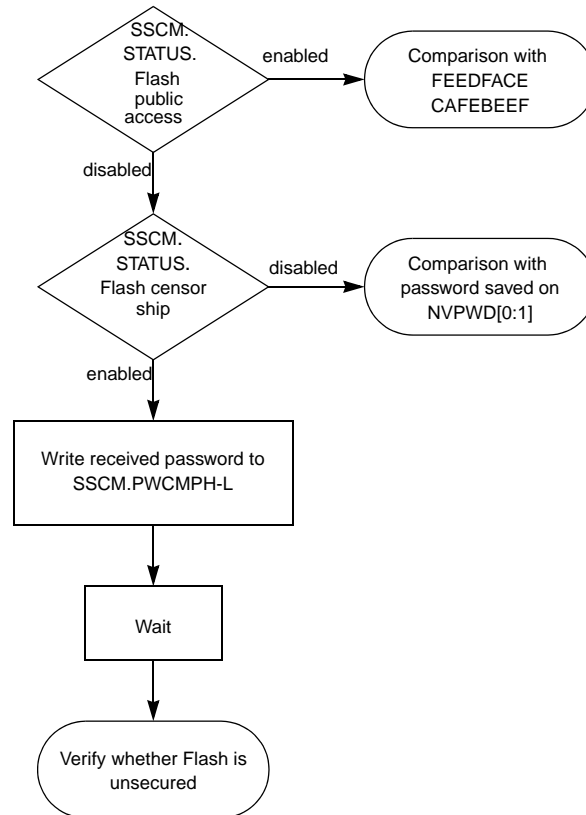 SSCM.
STATUS.
Flash
public
access
enabled
Comparison with
FEEDFACE
CAFEBEEF
disabled
SSCM.
STATUS.
Flash censor
ship
disabled
Comparison with
password saved on
NVPWD[0:1]
enabled
Write received password to
SSCM.PWCMPH-L
Wait
Verify whether Flash is
unsecured